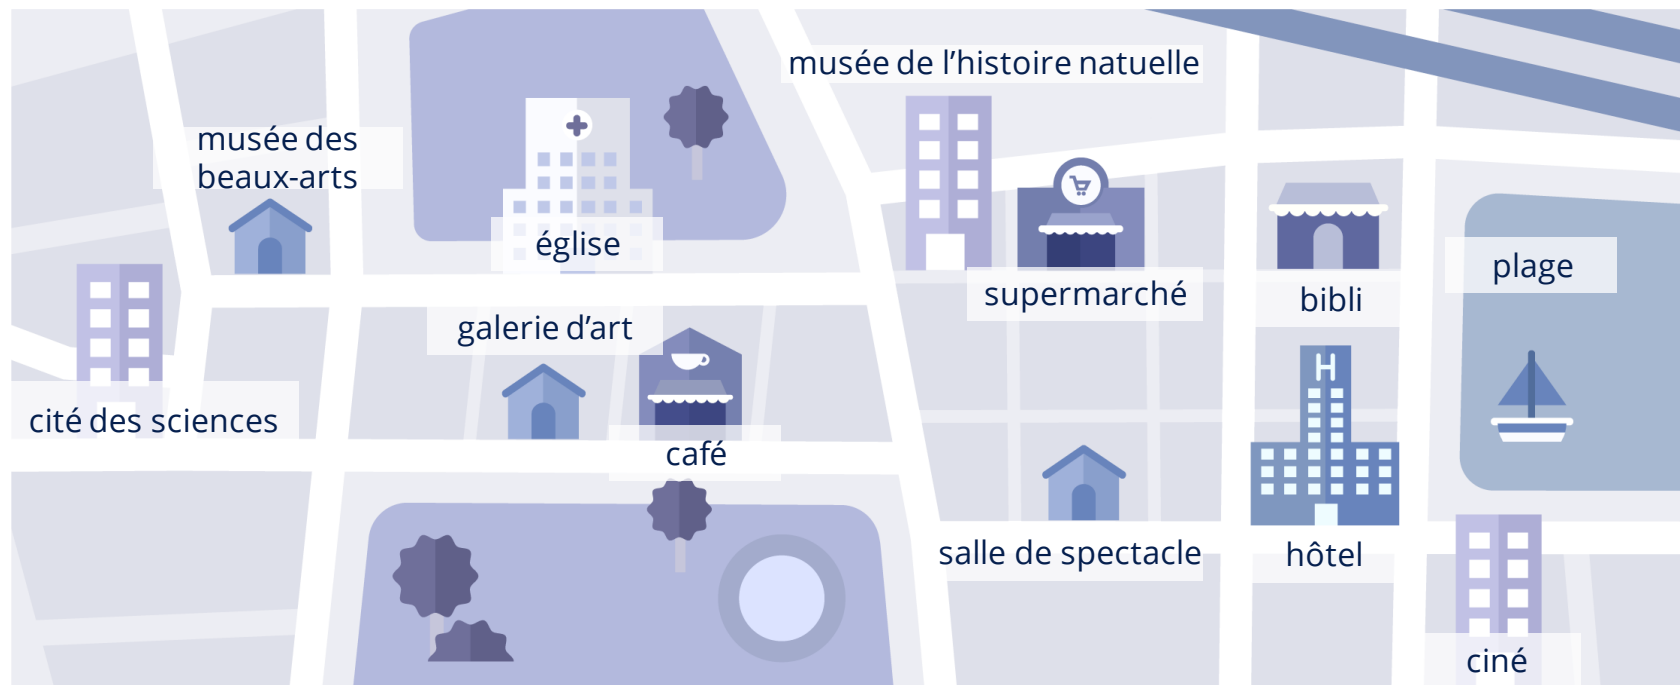 musée de l’histoire natuelle
musée des
beaux-arts
église
plage
supermarché
bibli
galerie d’art
H
cité des sciences
café
salle de spectacle
hôtel
ciné